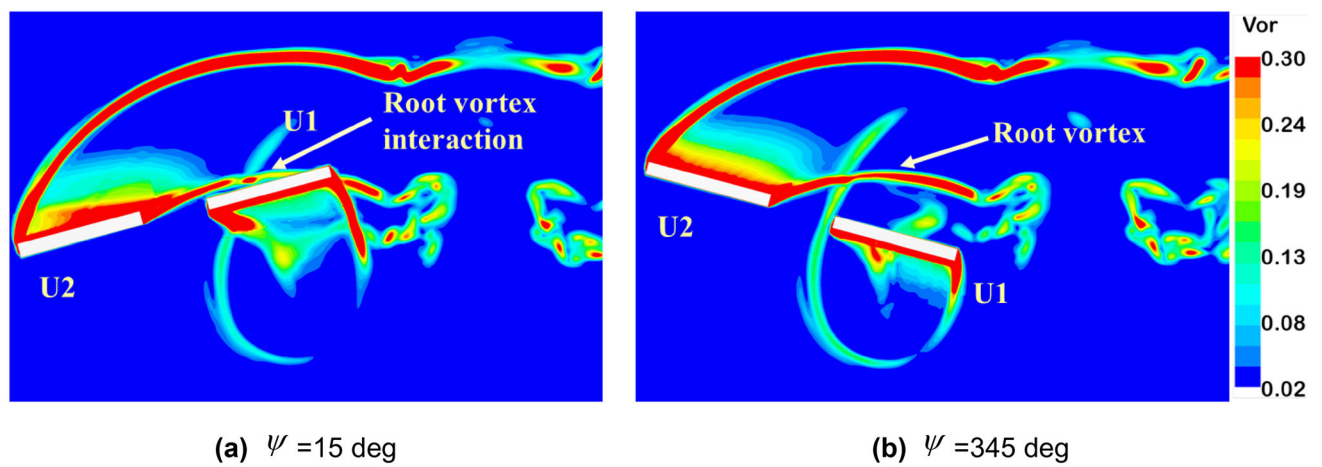 Root vortex
interaction
U1
U2
Root vortex
U2
U1
Vor
0.30
0.24
0.19
0.13
0.08
0.02
(a) ψ =15 deg
(b) ψ =345 deg